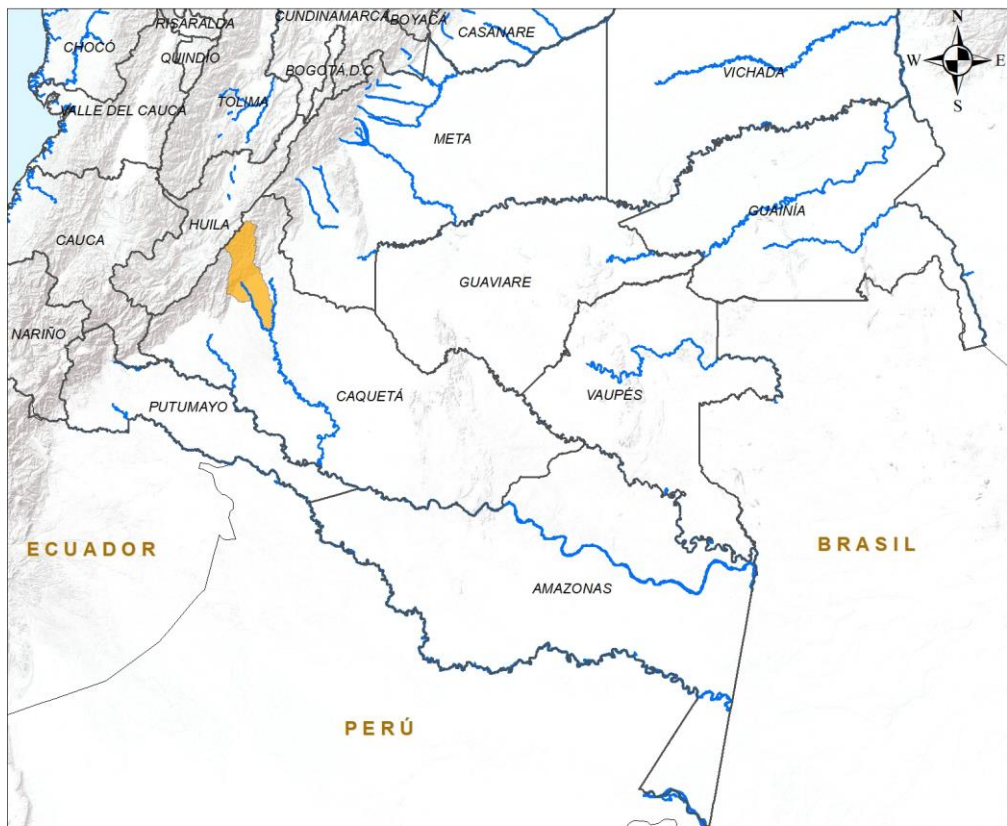 CUNDINAMARCA
BOYACÁ
RISARALDA
CASANARE
N
CHOCÓ
QUINDÍO
BOGOTÁ.D.C
W
E
VICHADA
S
VALLE DEL CAUCA
TOLIMA
META
HUILA
GUAINÍA
CAUCA
GUAVIARE
NARIÑO
CAQUETÁ
VAUPÉS
PUTUMAYO
ECUADOR
BRASIL
AMAZONAS
PERÚ